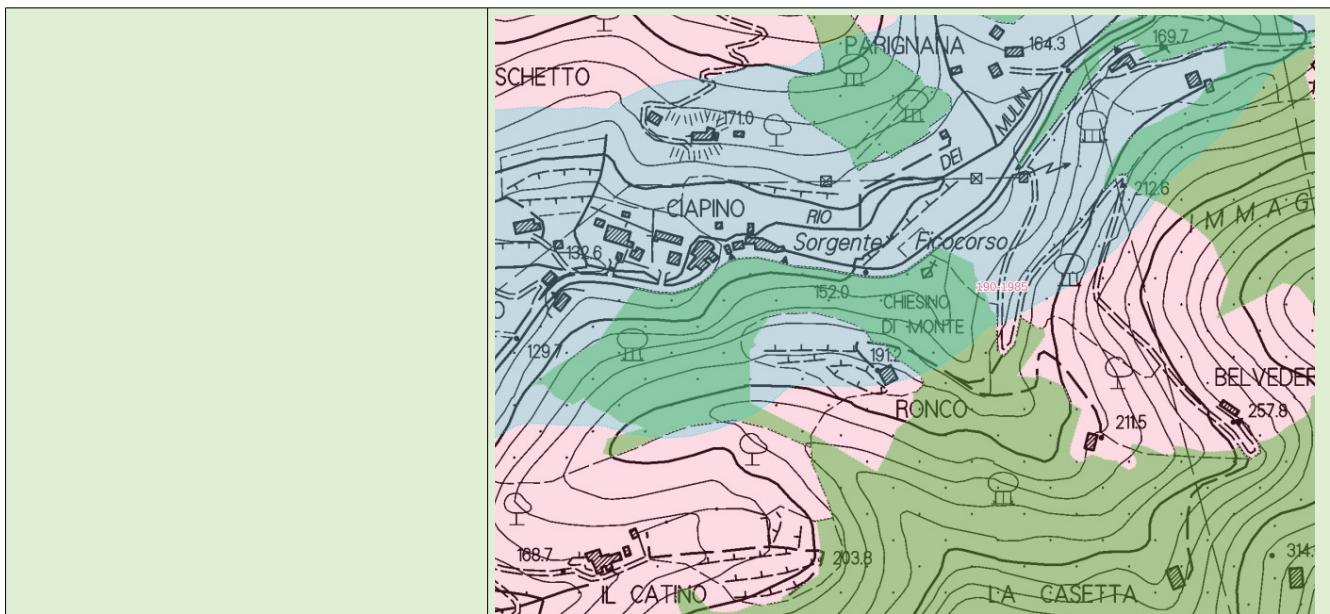 PARIGNANA
164.3
169.7
SCHETTO
171.0
MULINI
DEI
212.6
IMMAG
CIAPINO
RIO
132.6
Sorgente Ficocorso
190-1985
152.0
CHIESINO
DI MONTE
O
129.7
191.2
BELVEDER
RONCO
257.8
211.5
168.7
203.8
314.
IL CATINO
LA CASETTA